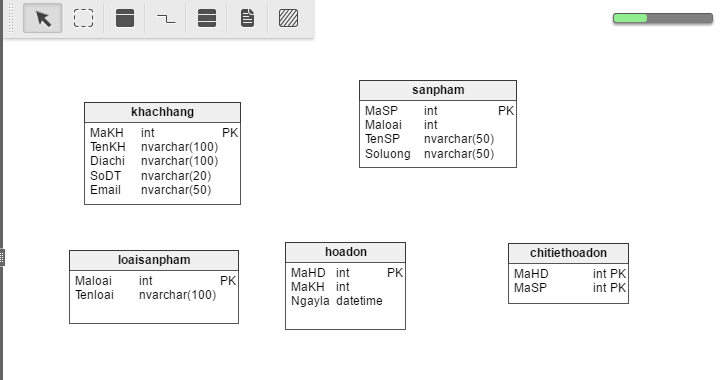 khachhang
MaKH int PK
TenKH nvarchar(100)
Diachi nvarchar(100)
SoDT nvarchar(20)
Email nvarchar(50)
sanpham
MaSP int PK
Maloai int
TenSP nvarchar(50)
Soluong nvarchar(50)
loaisanpham
Maloai int PK
Tenloai nvarchar(100)
hoadon
MaHD int PK
MaKH int
Ngayla datetime
chitiethoadon
MaHD int PK
MaSP int PK